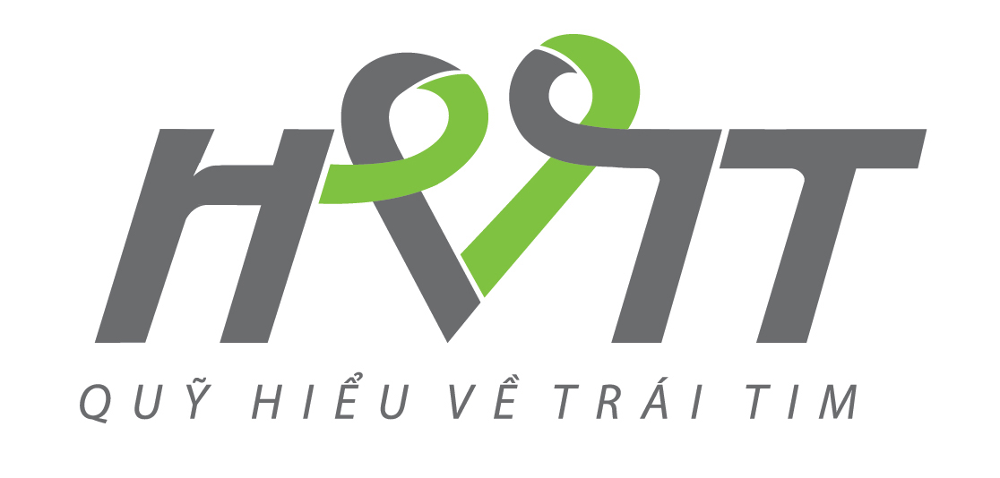 HVTT
QUỸ HIỂU VỀ TRÁI TIM